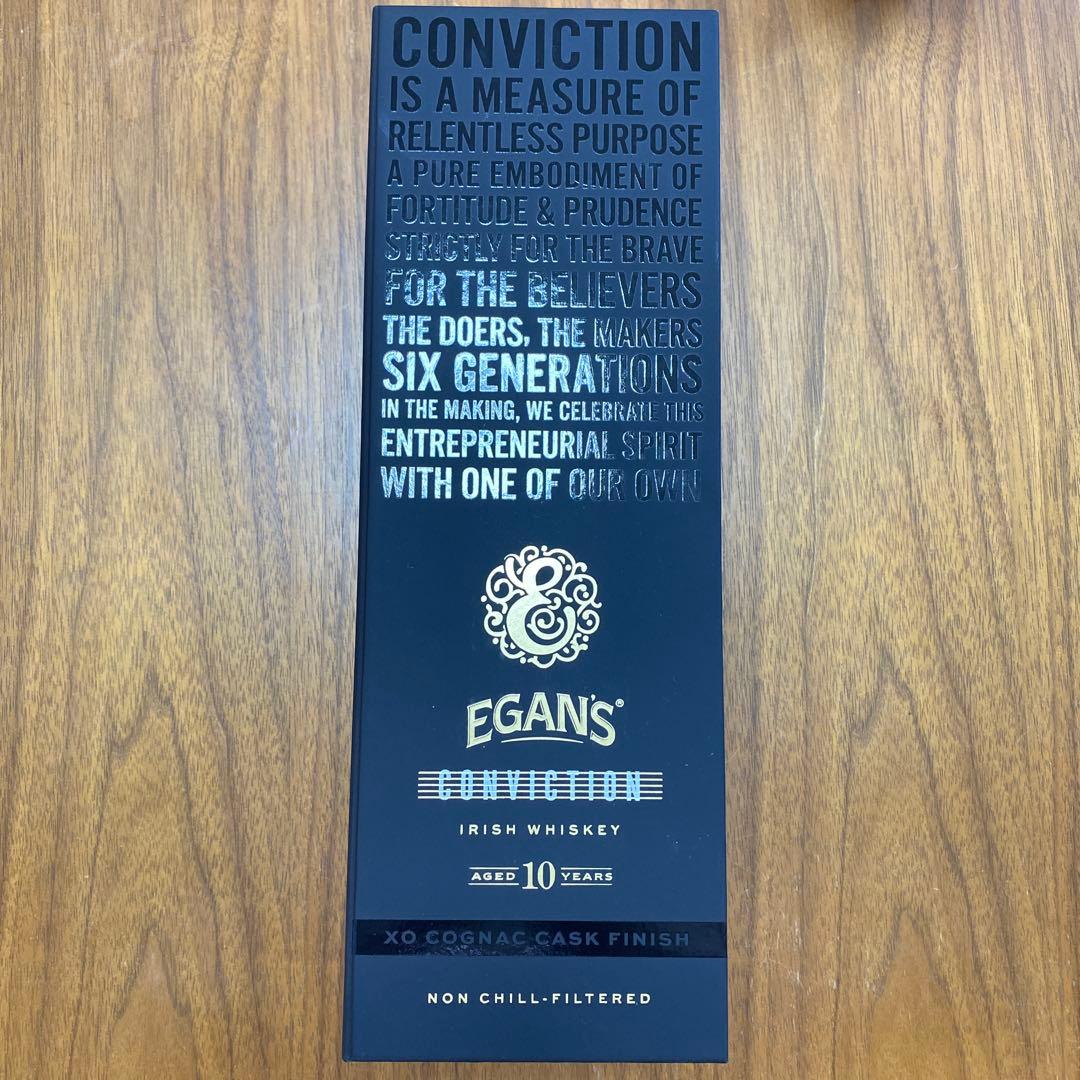 CONVICTION
IS A MEASURE OF
RELENTLESS PURPOSE
A PURE EMBODIMENT OF
FORTITUDE & PRUDENCE
STRICTLY FOR THE BRAVE
FOR THE BELIEVERS
THE DOERS, THE MAKERS
SIX GENERATIONS
IN THE MAKING, WE CELEBRATE THIS
ENTREPRENEURIAL SPIRIT
WITH ONE OF OUR OWN
E
EGAN'S®
CONVICTION
IRISH WHISKEY
AGED 10 YEARS
XO COGNAC CASK FINISH
NON CHILL-FILTERED